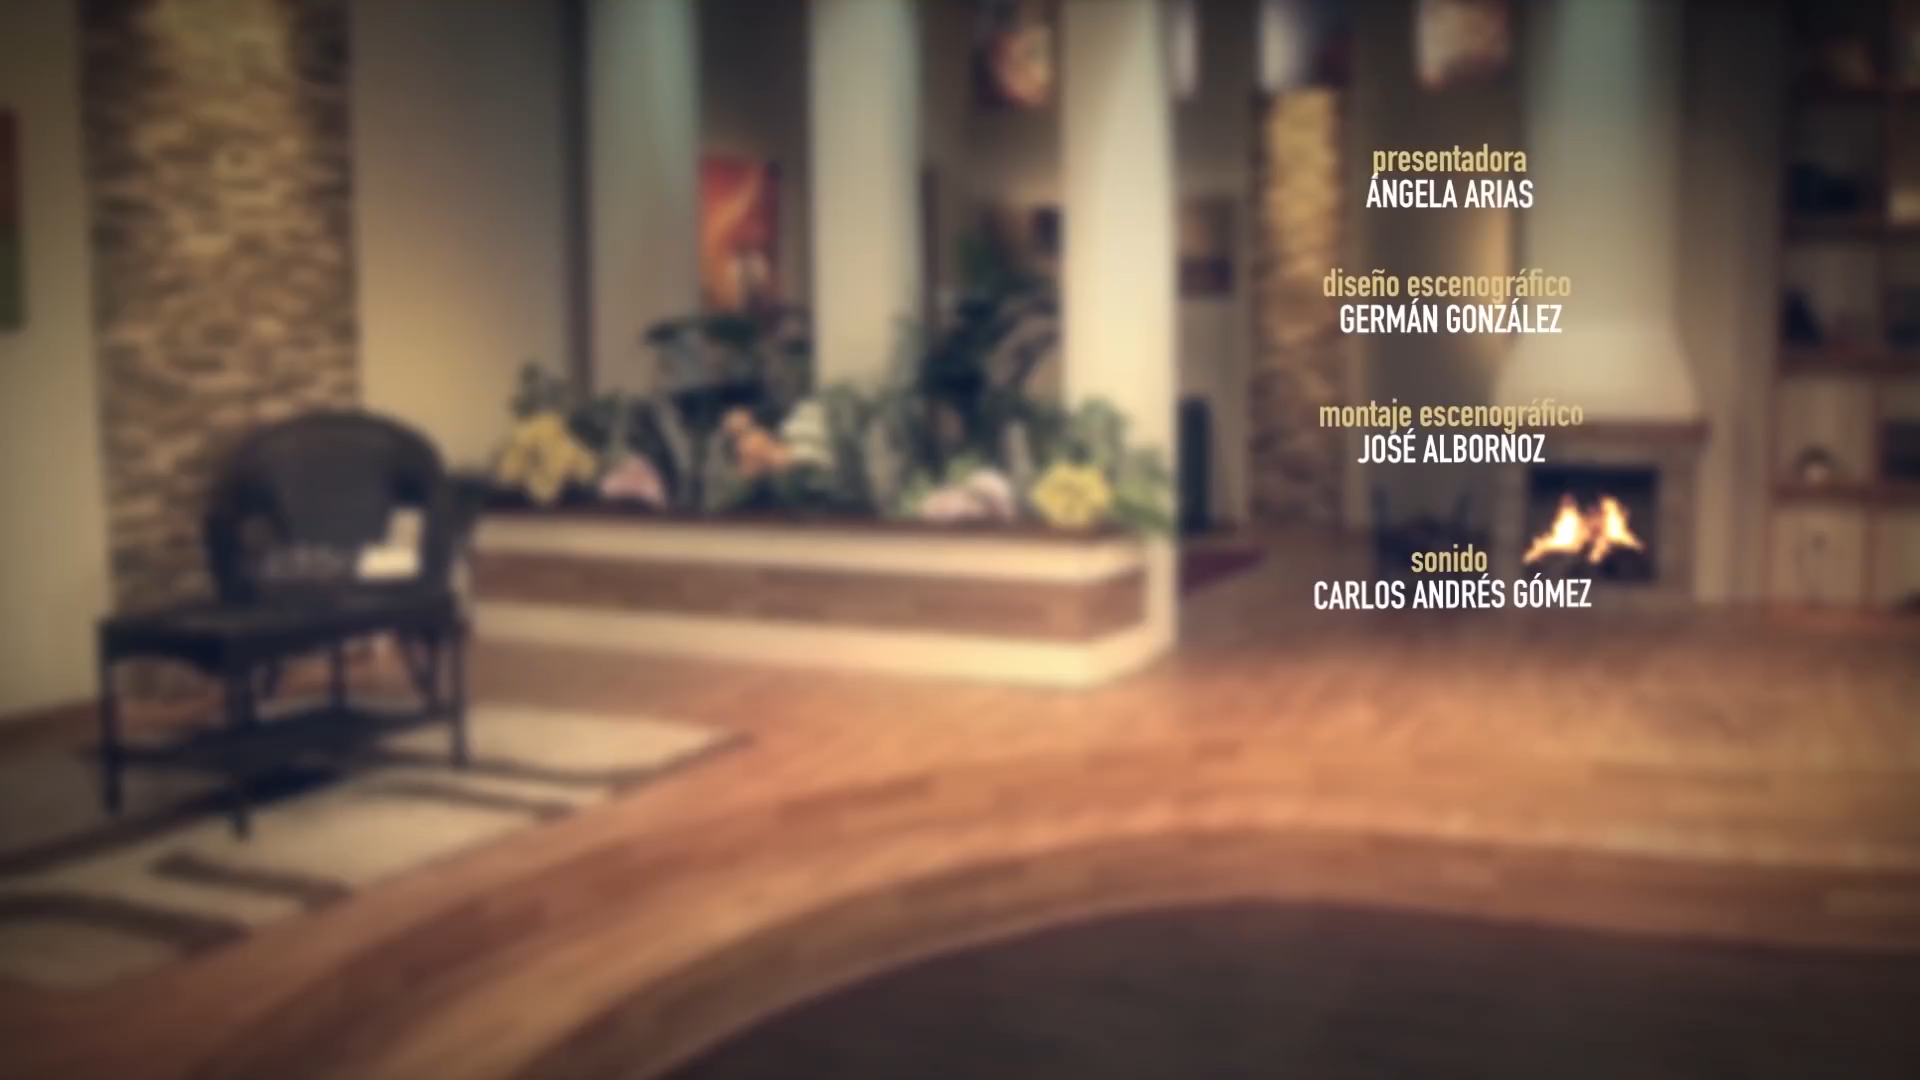 presentadora
ÁNGELA ARIAS
diseño escenográfico
GERMÁN GONZÁLEZ
montaje escenográfico
JOSÉ ALBORNOZ
sonido
CARLOS ANDRÉS GÓMEZ